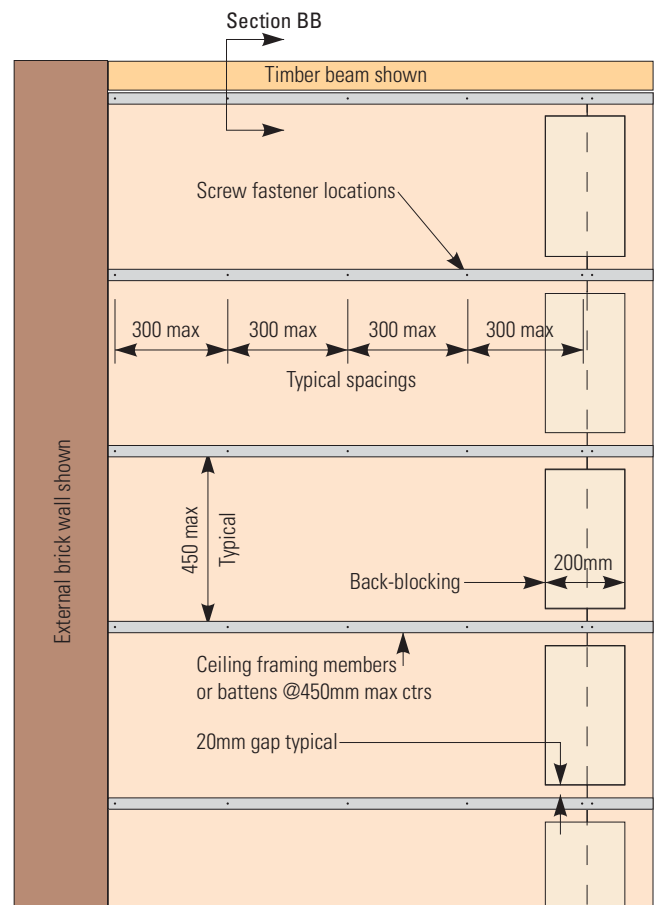 Section BB
Timber beam shown
Screw fastener locations
300 max
300 max
300 max
300 max
Typical spacings
External brick wall shown
450 max
Typical
200mm
Back-blocking
Ceiling framing members
or battens @450mm max ctrs
20mm gap typical